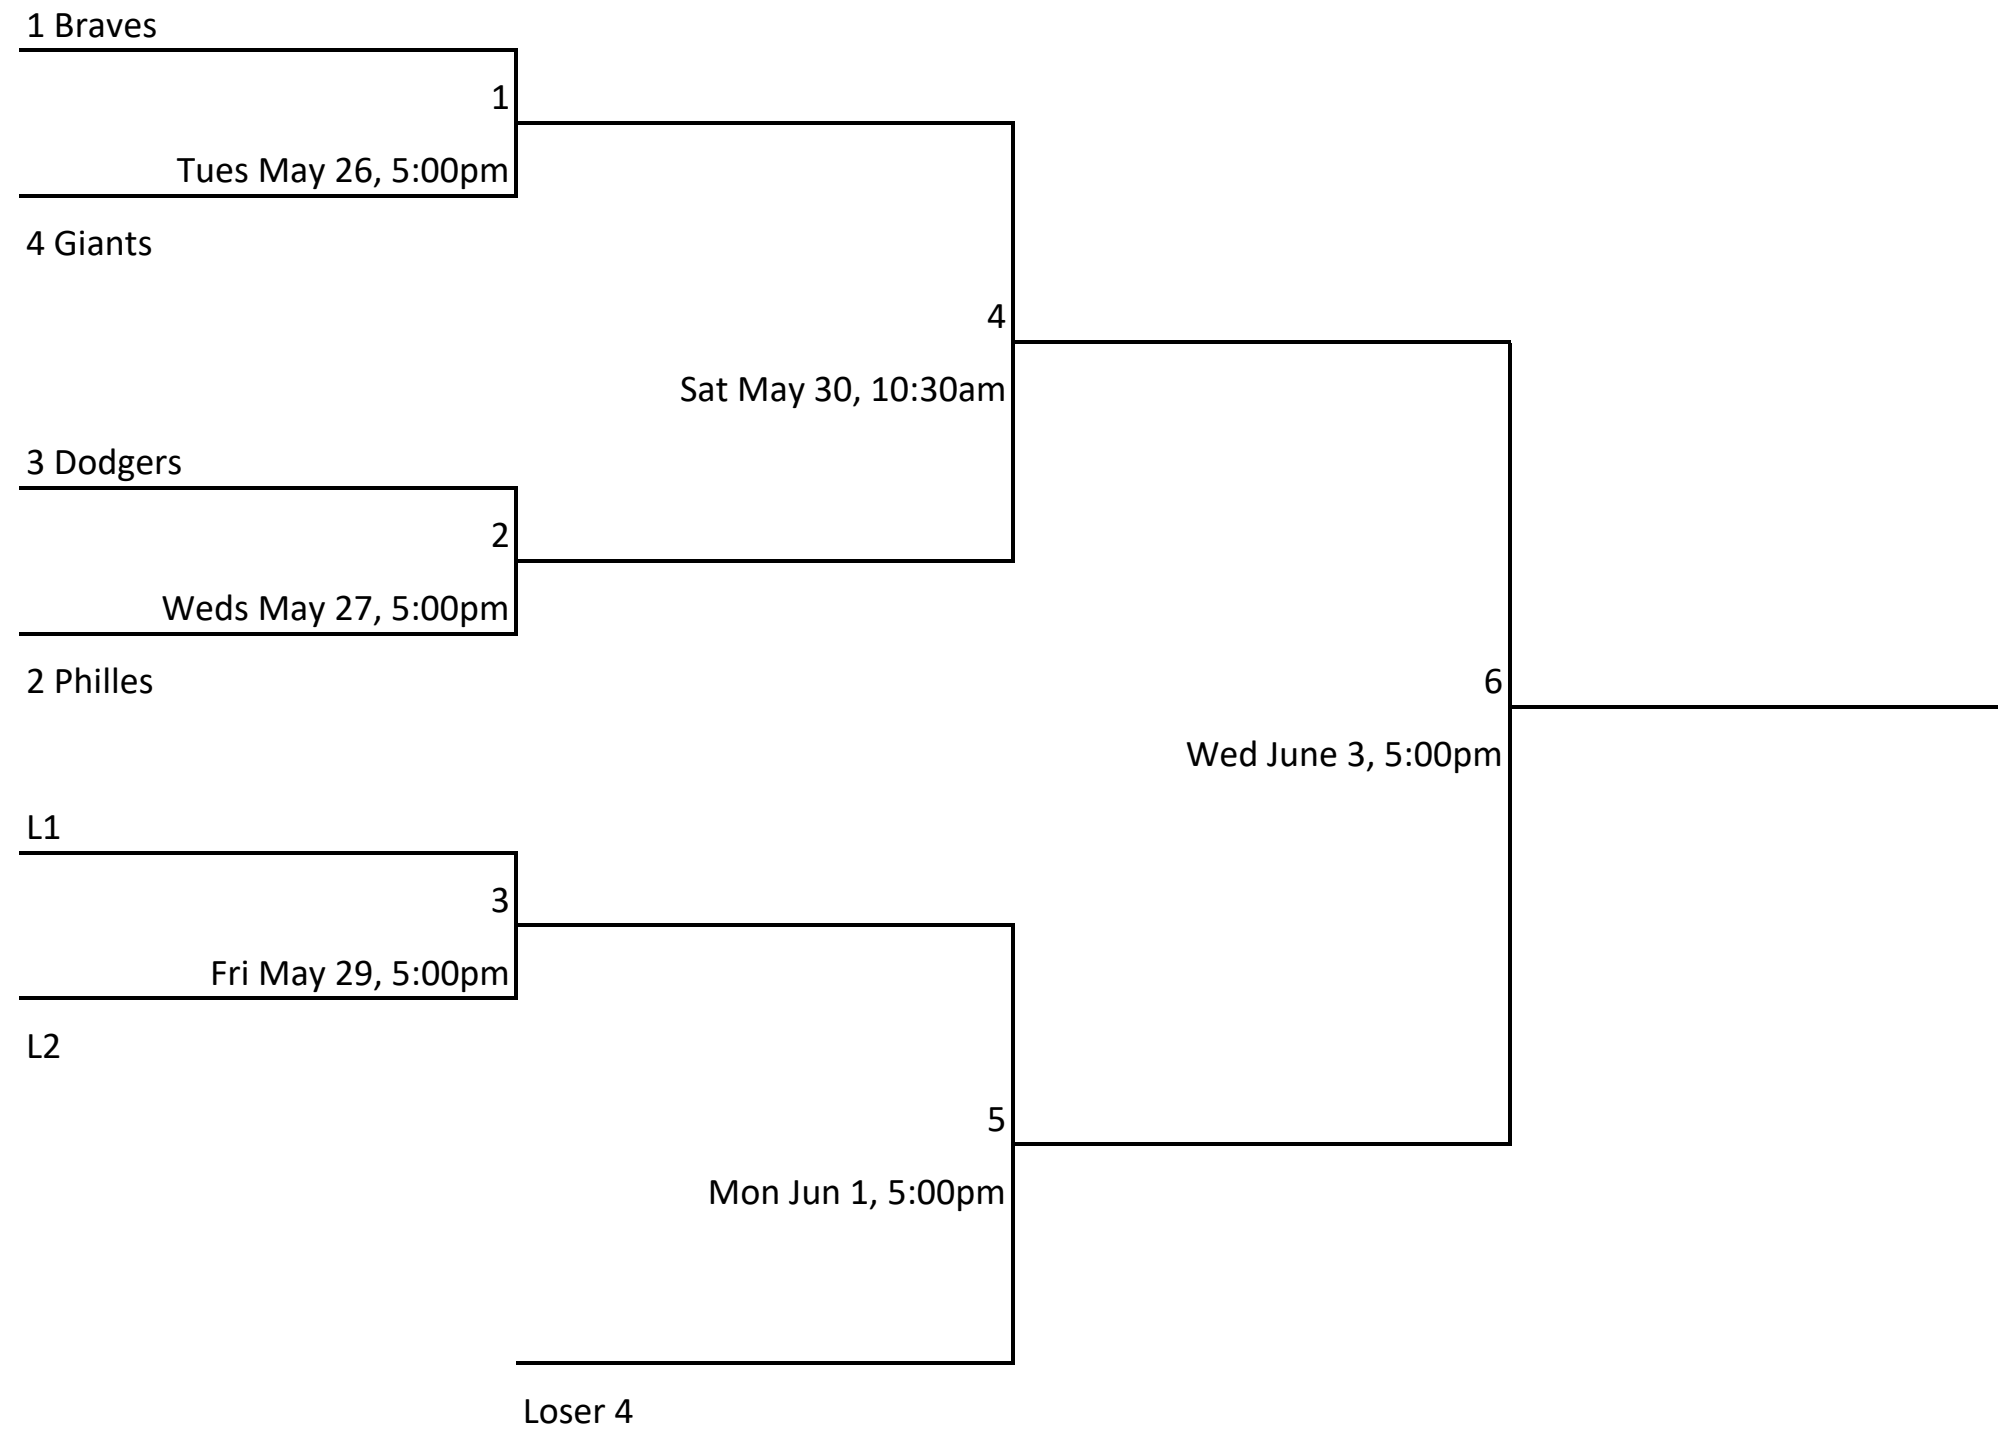 1 Braves
1
Tues May 26, 5:00pm
4 Giants
4
Sat May 30, 10:30am
3 Dodgers
2
Weds May 27, 5:00pm
2 Philles
6
Wed June 3, 5:00pm
L1
3
Fri May 29, 5:00pm
L2
5
Mon Jun 1, 5:00pm
Loser 4